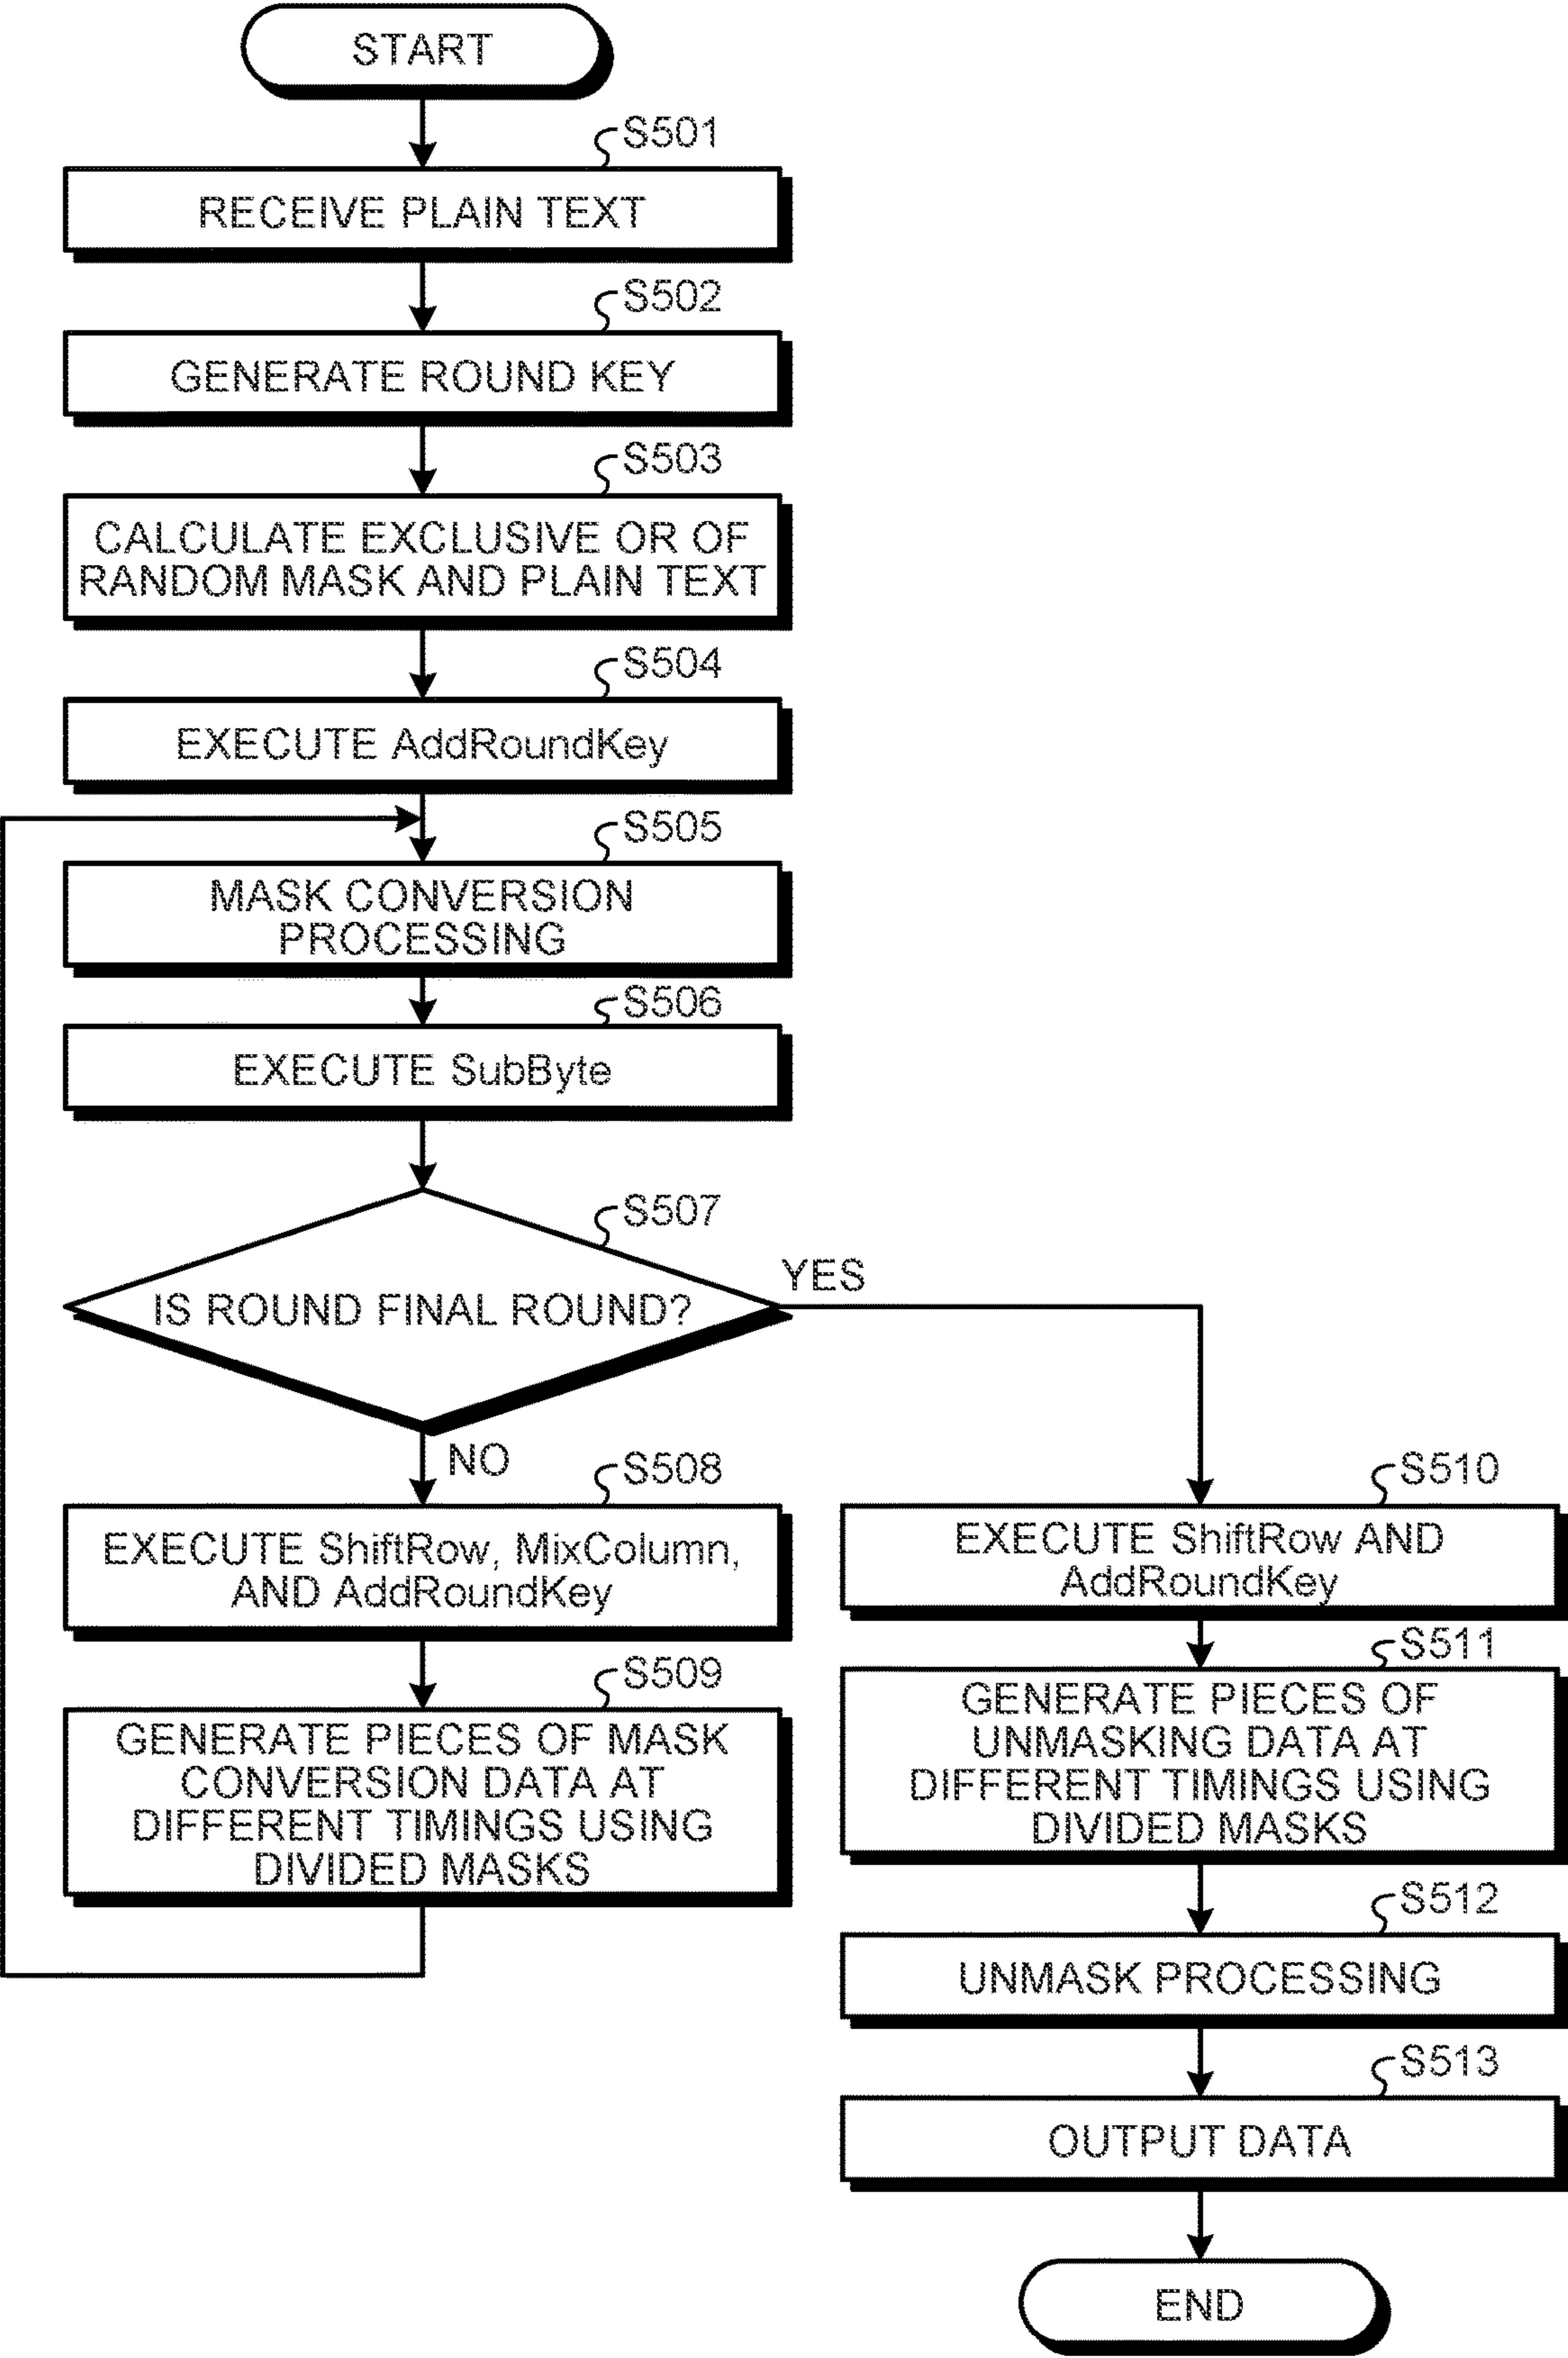 START
S501
RECEIVE PLAIN TEXT
S502
GENERATE ROUND KEY
S503
CALCULATE EXCLUSIVE OR OF
RANDOM MASK AND PLAIN TEXT
S504
EXECUTE AddRoundKey
S505
MASK CONVERSION
PROCESSING
S506
EXECUTE SubByte
S507
IS ROUND FINAL ROUND?
YES
NO
S508
EXECUTE ShiftRow, MixColumn,
AND AddRoundKey
S509
GENERATE PIECES OF MASK
CONVERSION DATA AT
DIFFERENT TIMINGS USING
DIVIDED MASKS
S510
EXECUTE ShiftRow AND
AddRoundKey
S511
GENERATE PIECES OF
UNMASKING DATA AT
DIFFERENT TIMINGS USING
DIVIDED MASKS
S512
UNMASK PROCESSING
S513
OUTPUT DATA
END